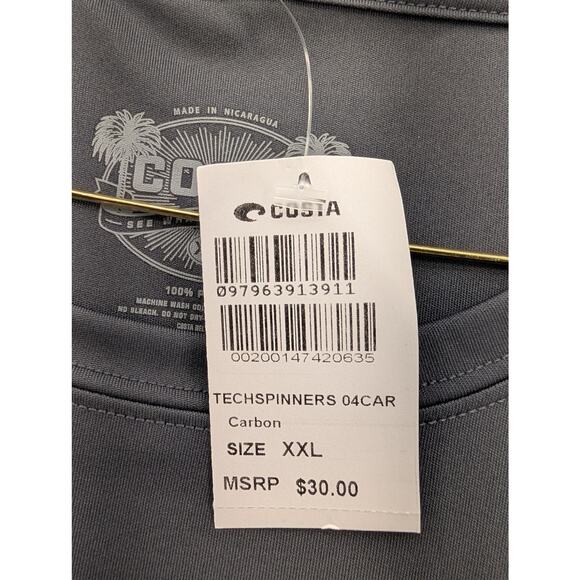 MADE IN NICARAGUA
CO
SEE
100%
MACHINE WASH
NO BLEACH. DO NOT DRY
COSTA
COSTA
097963913911
00200147420635
TECHSPINNERS 04CAR
Carbon
SIZE XXL
MSRP $30.00